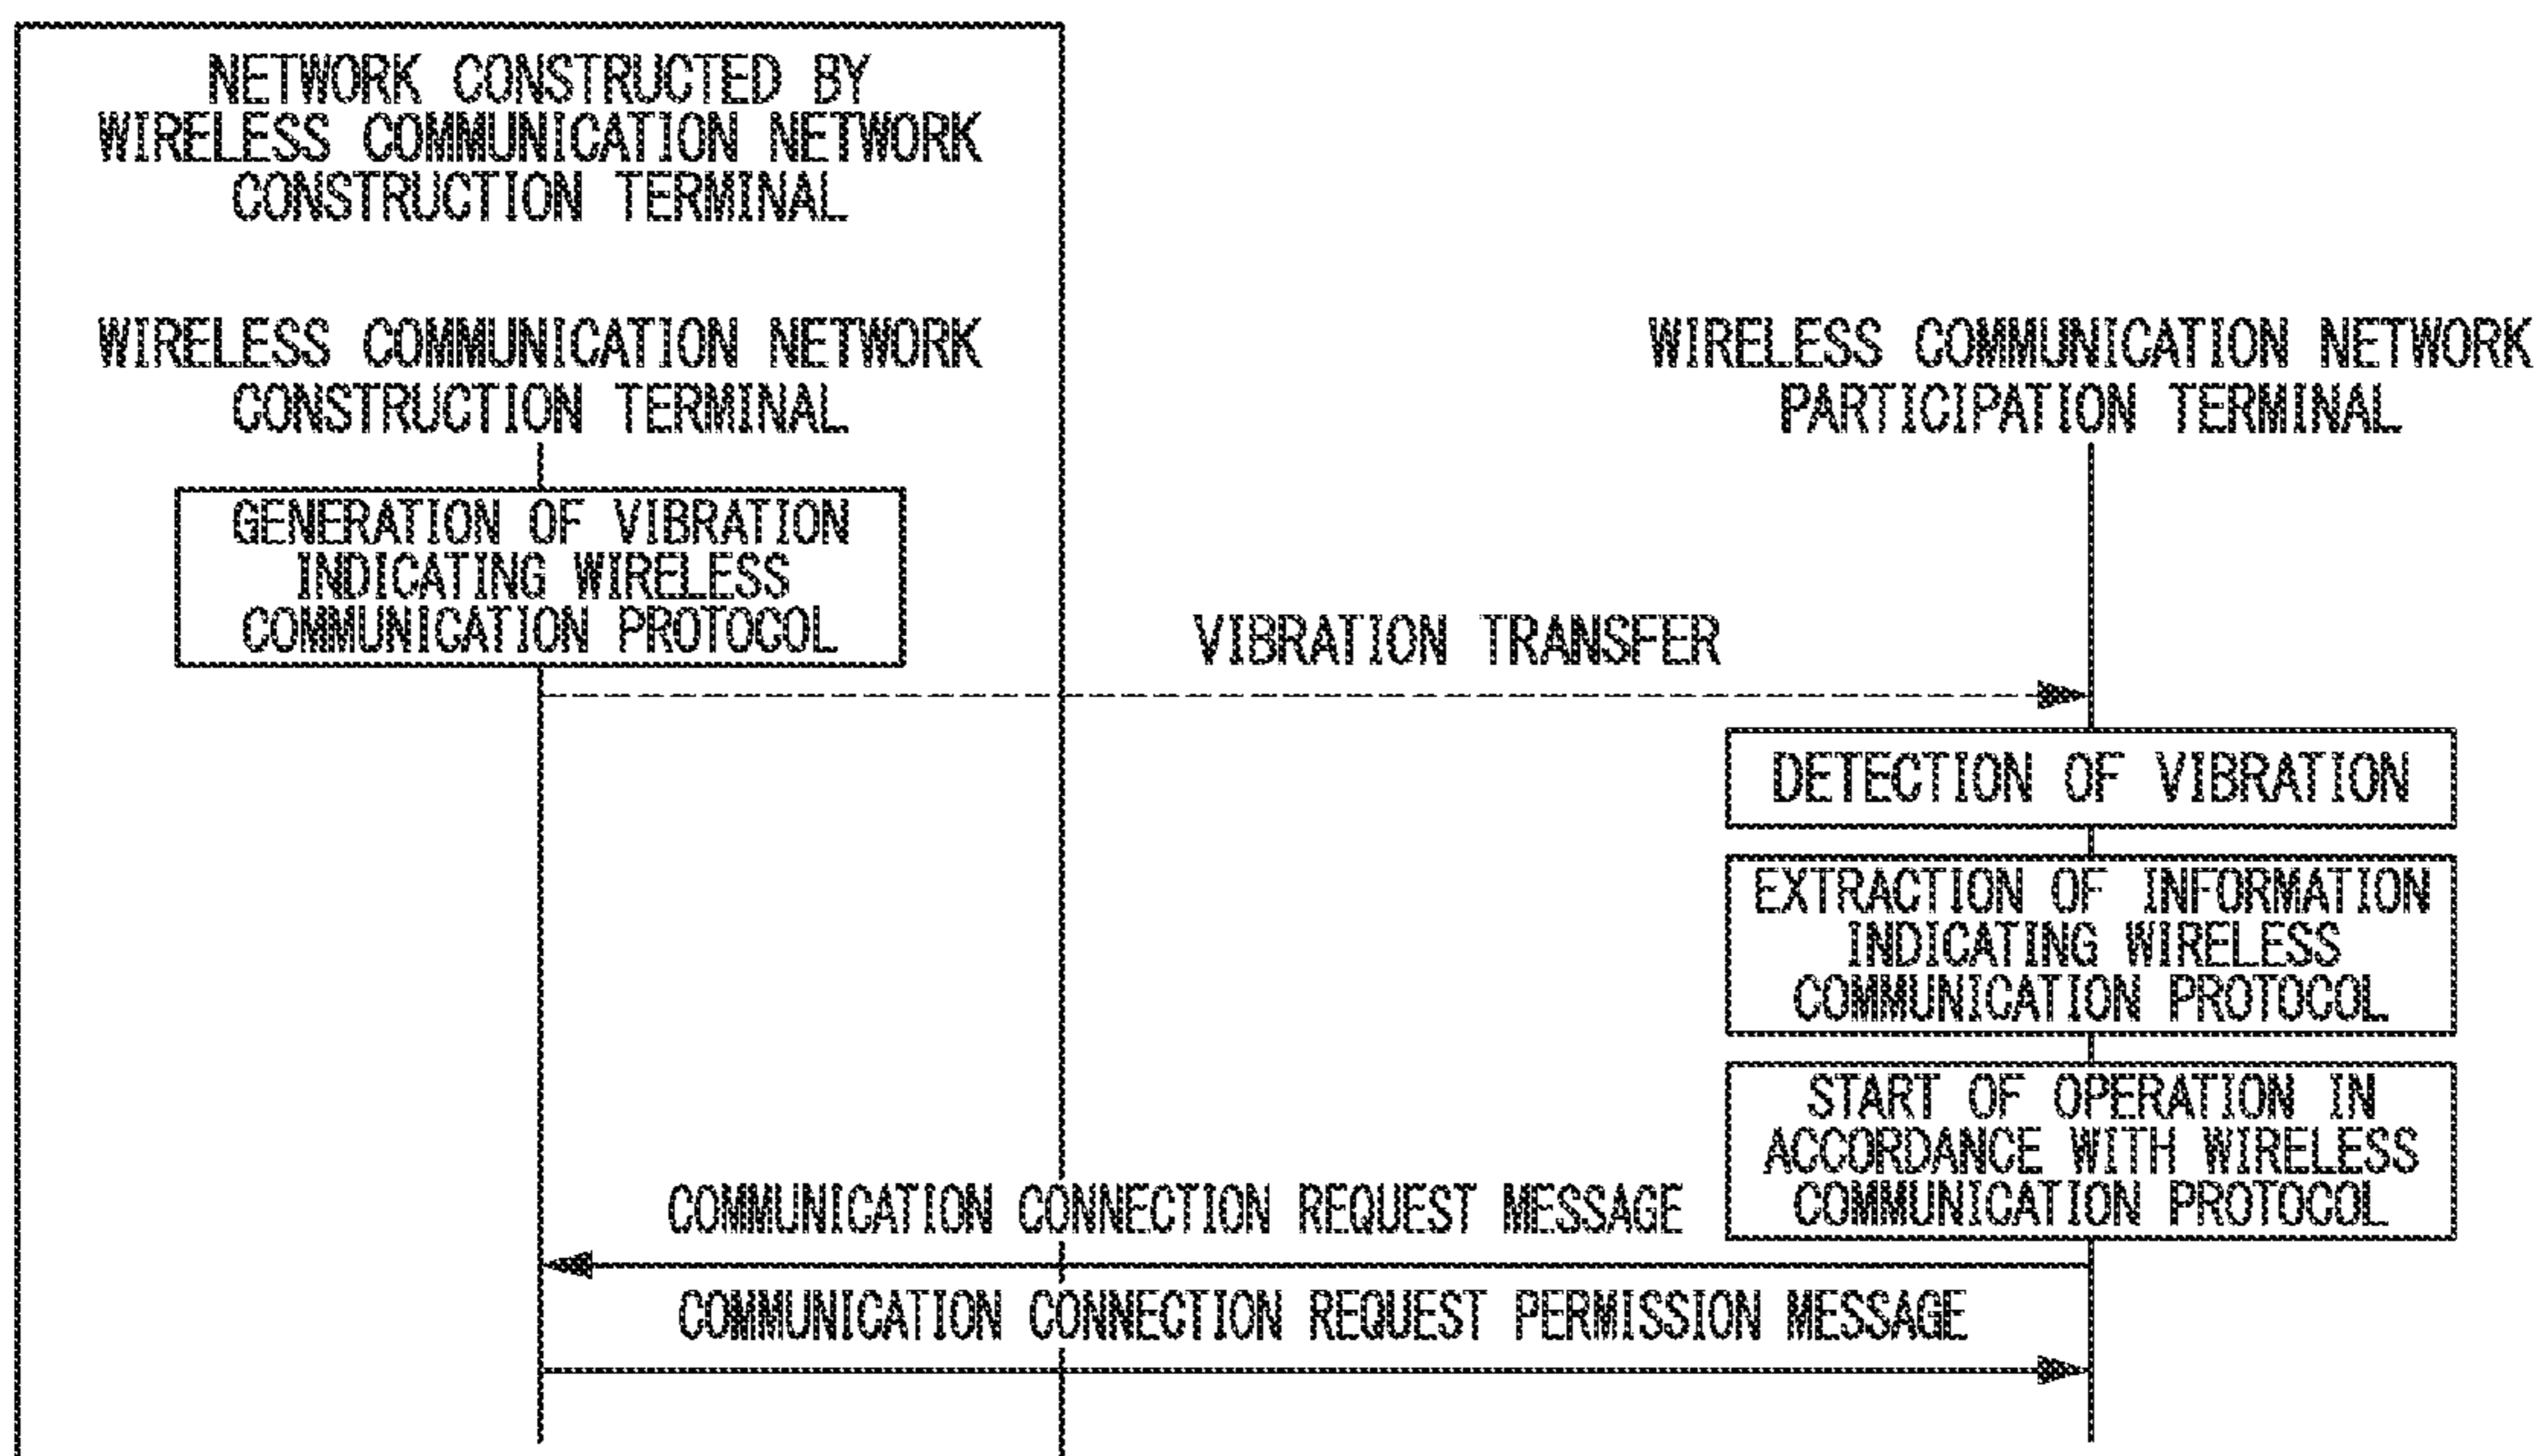 NETWORK CONSTRUCTED BY
WIRELESS COMMUNICATION NETWORK
CONSTRUCTION TERMINAL
WIRELESS COMMUNICATION NETWORK
CONSTRUCTION TERMINAL
WIRELESS COMMUNICATION NETWORK
PARTICIPATION TERMINAL
GENERATION OF VIBRATION
INDICATING WIRELESS
COMMUNICATION PROTOCOL
VIBRATION TRANSFER
DETECTION OF VIBRATION
EXTRACTION OF INFORMATION
INDICATING WIRELESS
COMMUNICATION PROTOCOL
START OF OPERATION IN
ACCORDANCE WITH WIRELESS
COMMUNICATION PROTOCOL
COMMUNICATION CONNECTION REQUEST MESSAGE
COMMUNICATION CONNECTION REQUEST PERMISSION MESSAGE